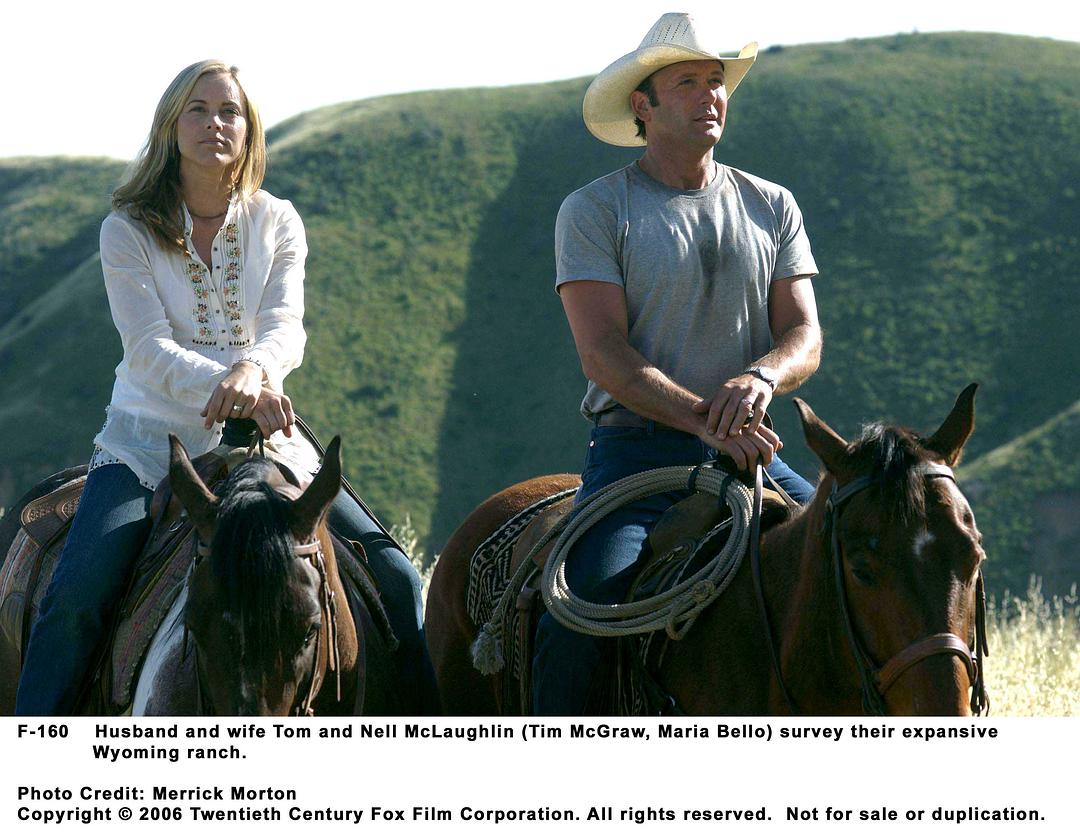 F-160 Husband and wife Tom and Nell McLaughlin (Tim McGraw, Maria Bello) survey their expansive
Wyoming ranch.
Photo Credit: Merrick Morton
Copyright © 2006 Twentieth Century Fox Film Corporation. All rights reserved. Not for sale or duplication.